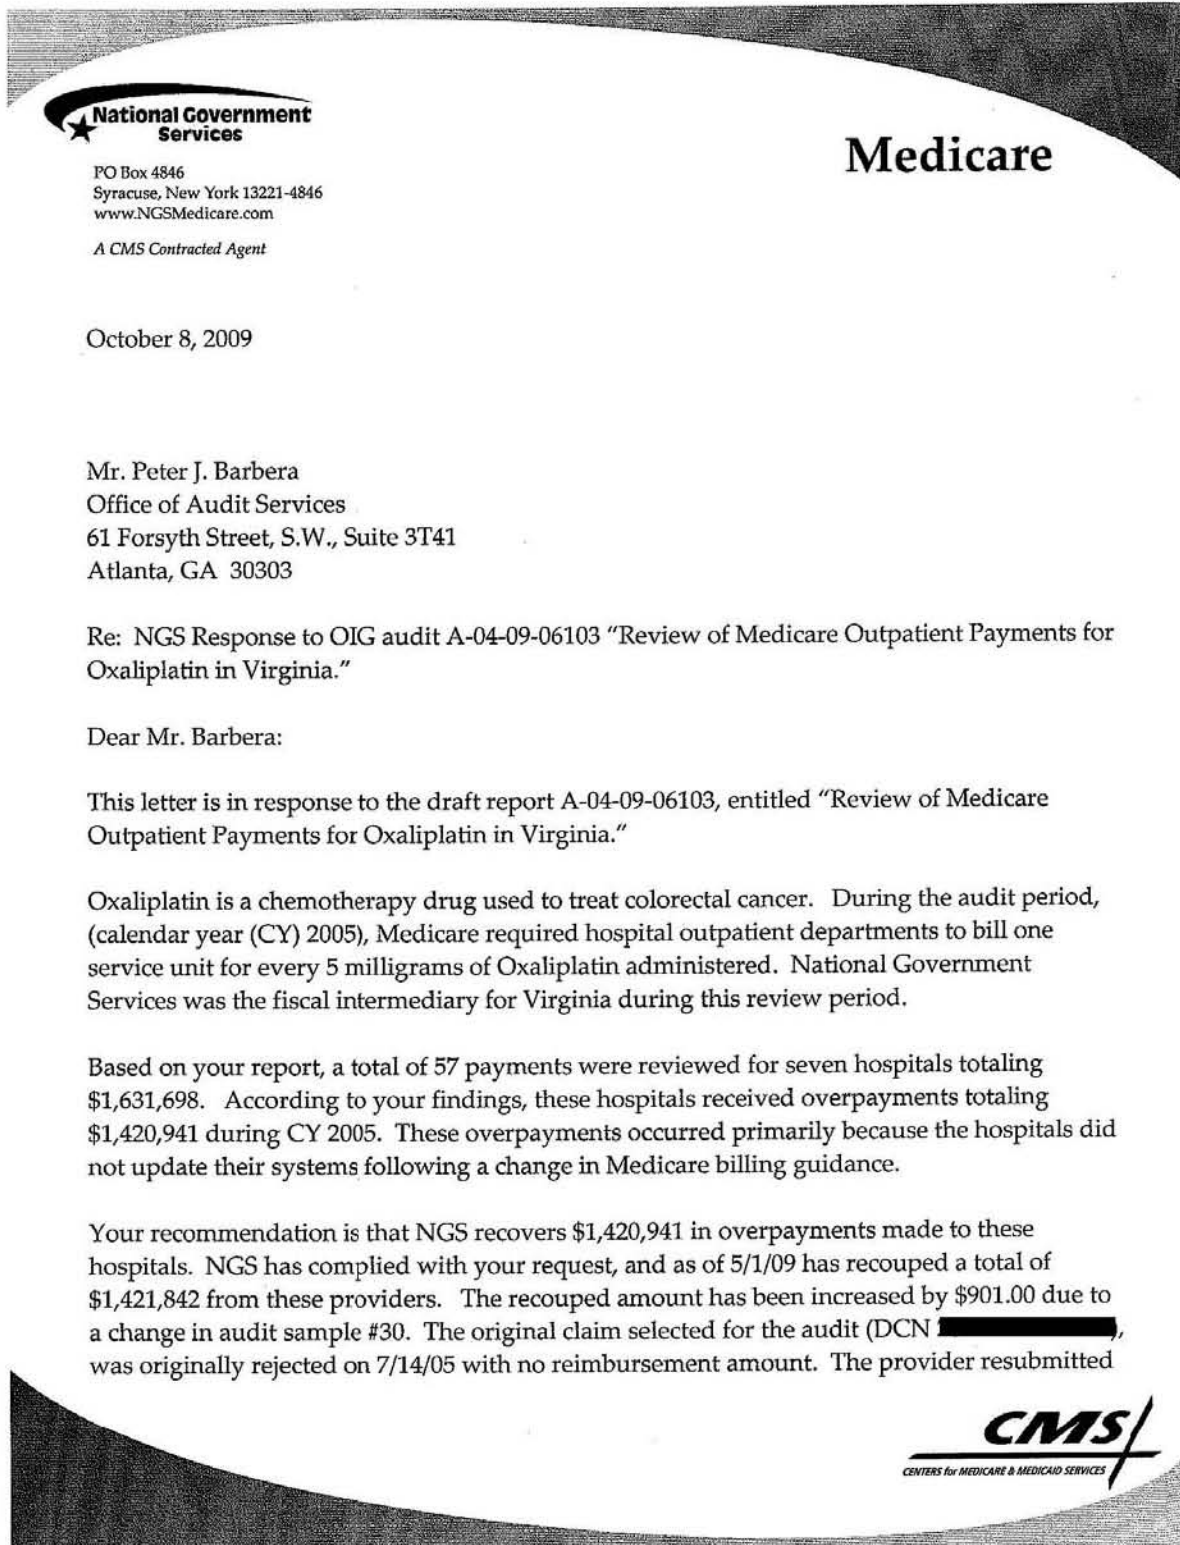 National Government
Services
Medicare
PO Box 4846
Syracuse, New York 13221-4846
www.NGSMedicare.com
A CMS Contracted Agent
October 8, 2009
Mr. Peter J. Barbera
Office of Audit Services
61 Forsyth Street, S.W., Suite 3T41
Atlanta, GA 30303
Re: NGS Response to OIG audit A-04-09-06103 “Review of Medicare Outpatient Payments for
Oxaliplatin in Virginia.”
Dear Mr. Barbera:
This letter is in response to the draft report A-04-09-06103, entitled “Review of Medicare
Outpatient Payments for Oxaliplatin in Virginia.”
Oxaliplatin is a chemotherapy drug used to treat colorectal cancer. During the audit period,
(calendar year (CY) 2005), Medicare required hospital outpatient departments to bill one
service unit for every 5 milligrams of Oxaliplatin administered. National Government
Services was the fiscal intermediary for Virginia during this review period.
Based on your report, a total of 57 payments were reviewed for seven hospitals totaling
$1,631,698. According to your findings, these hospitals received overpayments totaling
$1,420,941 during CY 2005. These overpayments occurred primarily because the hospitals did
not update their systems following a change in Medicare billing guidance.
Your recommendation is that NGS recovers $1,420,941 in overpayments made to these
hospitals. NGS has complied with your request, and as of 5/1/09 has recouped a total of
$1,421,842 from these providers. The recouped amount has been increased by $901.00 due to
a change in audit sample #30. The original claim selected for the audit (DCN ),
was originally rejected on 7/14/05 with no reimbursement amount. The provider resubmitted
CMS
CENTERS for MEDICARE & MEDICAID SERVICES